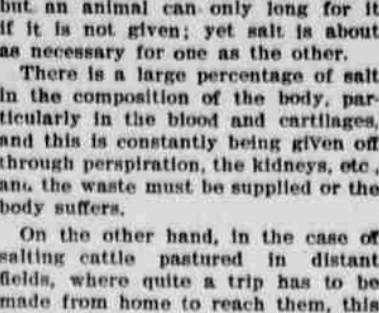 but an animal can only long for it
if it is not given; yet salt is about
as necessary for one as the other.
There is a large percentage of salt
in the composition of the body, par-
ticularly in the blood and cartilages,
and this is constantly being given off
through perspiration, the kidneys, etc.,
and the waste must be supplied or the
body suffers.
On the other hand, in the case of
salting cattle pastured in distant
fields, where quite a trip has to be
made from home to reach them, this